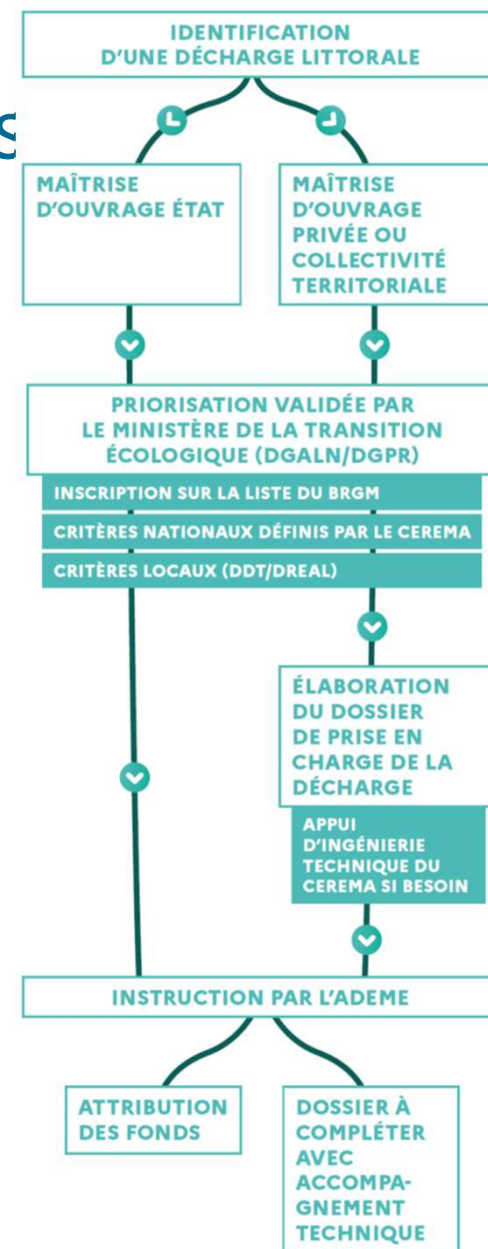 IDENTIFICATION
D'UNE DÉCHARGE LITTORALE
S
MAÎTRISE
D'OUVRAGE ÉTAT
MAÎTRISE
D'OUVRAGE
PRIVÉE OU
COLLECTIVITÉ
TERRITORIALE
PRIORISATION VALIDÉE PAR
LE MINISTÈRE DE LA TRANSITION
ÉCOLOGIQUE (DGALN/DGPR)
INSCRIPTION SUR LA LISTE DU BRGM
CRITÈRES NATIONAUX DÉFINIS PAR LE CEREMA
CRITÈRES LOCAUX (DDT/DREAL)
ÉLABORATION
DU DOSSIER
DE PRISE EN
CHARGE DE LA
DÉCHARGE
APPUI
D'INGÉNIERIE
TECHNIQUE DU
CEREMA SI BESOIN
INSTRUCTION PAR L'ADEME
ATTRIBUTION
DES FONDS
DOSSIER À
COMPLÉTER
AVEC
ACCOMPA-
GNEMENT
TECHNIQUE